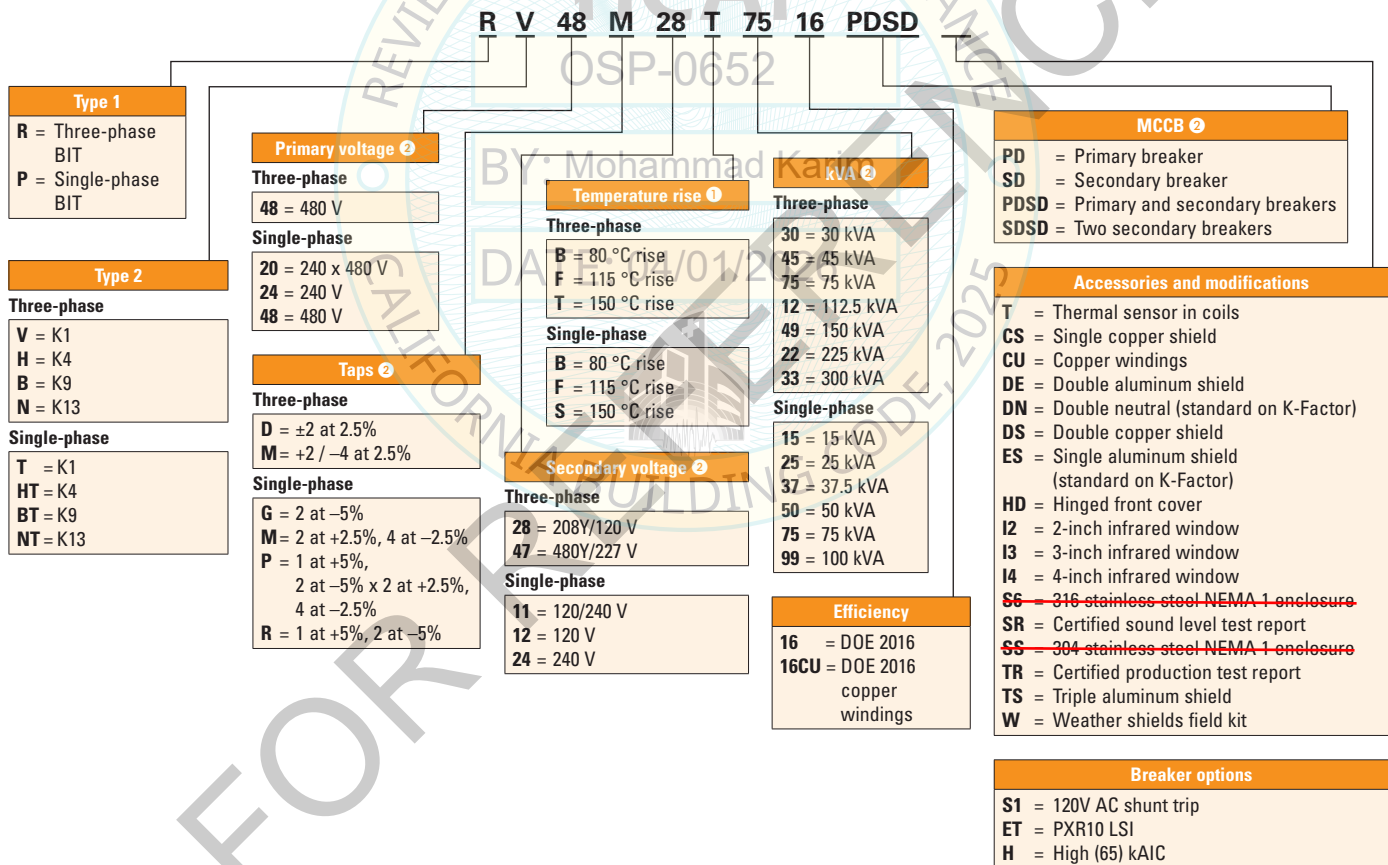 R V 48 M 28 T 75 16 PDSD
OSP-0652
BY: Mohammad Karim
CALIFORNIA BUILDING CODE, 2025
FOR REFERENCE
Type 1
R = Three-phase
BIT
P = Single-phase
BIT
Type 2
Three-phase
V = K1
H = K4
B = K9
N = K13
Single-phase
T = K1
HT = K4
BT = K9
NT = K13
Primary voltage 2
Three-phase
48 = 480 V
Single-phase
20 = 240 x 480 V
24 = 240 V
48 = 480 V
Taps 2
Three-phase
D = ±2 at 2.5%
M = +2 / –4 at 2.5%
Single-phase
G = 2 at –5%
M = 2 at +2.5%, 4 at –2.5%
P = 1 at +5%,
2 at –5% x 2 at +2.5%,
4 at –2.5%
R = 1 at +5%, 2 at –5%
Temperature rise 1
Three-phase
B = 80 °C rise
F = 115 °C rise
T = 150 °C rise
Single-phase
B = 80 °C rise
F = 115 °C rise
S = 150 °C rise
Secondary voltage 2
Three-phase
28 = 208Y/120 V
47 = 480Y/227 V
Single-phase
11 = 120/240 V
12 = 120 V
24 = 240 V
kVA 2
Three-phase
30 = 30 kVA
45 = 45 kVA
75 = 75 kVA
12 = 112.5 kVA
49 = 150 kVA
22 = 225 kVA
33 = 300 kVA
Single-phase
15 = 15 kVA
25 = 25 kVA
37 = 37.5 kVA
50 = 50 kVA
75 = 75 kVA
99 = 100 kVA
Efficiency
16 = DOE 2016
16CU = DOE 2016
copper
windings
MCCB 2
PD = Primary breaker
SD = Secondary breaker
PDSD = Primary and secondary breakers
SDSD = Two secondary breakers
Accessories and modifications
T = Thermal sensor in coils
CS = Single copper shield
CU = Copper windings
DE = Double aluminum shield
DN = Double neutral (standard on K-Factor)
DS = Double copper shield
ES = Single aluminum shield
(standard on K-Factor)
HD = Hinged front cover
I2 = 2-inch infrared window
I3 = 3-inch infrared window
I4 = 4-inch infrared window
S6 = 316 stainless steel NEMA 1 enclosure
SR = Certified sound level test report
SS = 304 stainless steel NEMA 1 enclosure
TR = Certified production test report
TS = Triple aluminum shield
W = Weather shields field kit
Breaker options
S1 = 120V AC shunt trip
ET = PXR10 LSI
H = High (65) kAIC